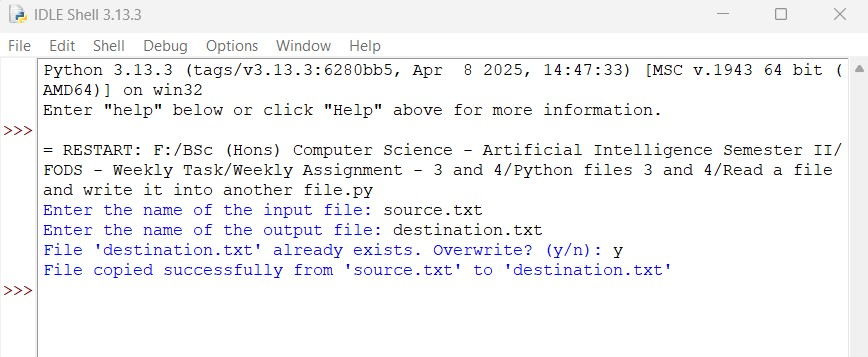 IDLE Shell 3.13.3
File Edit Shell Debug Options Window Help
Python 3.13.3 (tags/v3.13.3:6280bb5, Apr  8 2025, 14:47:33) [MSC v.1943 64 bit (
AMD64)] on win32
Enter "help" below or click "Help" above for more information.
>>>
= RESTART: F:/BSc (Hons) Computer Science - Artificial Intelligence Semester II/
FODS - Weekly Task/Weekly Assignment - 3 and 4/Python files 3 and 4/Read a file
and write it into another file.py
Enter the name of the input file: source.txt
Enter the name of the output file: destination.txt
File 'destination.txt' already exists. Overwrite? (y/n): y
File copied successfully from 'source.txt' to 'destination.txt'
>>>